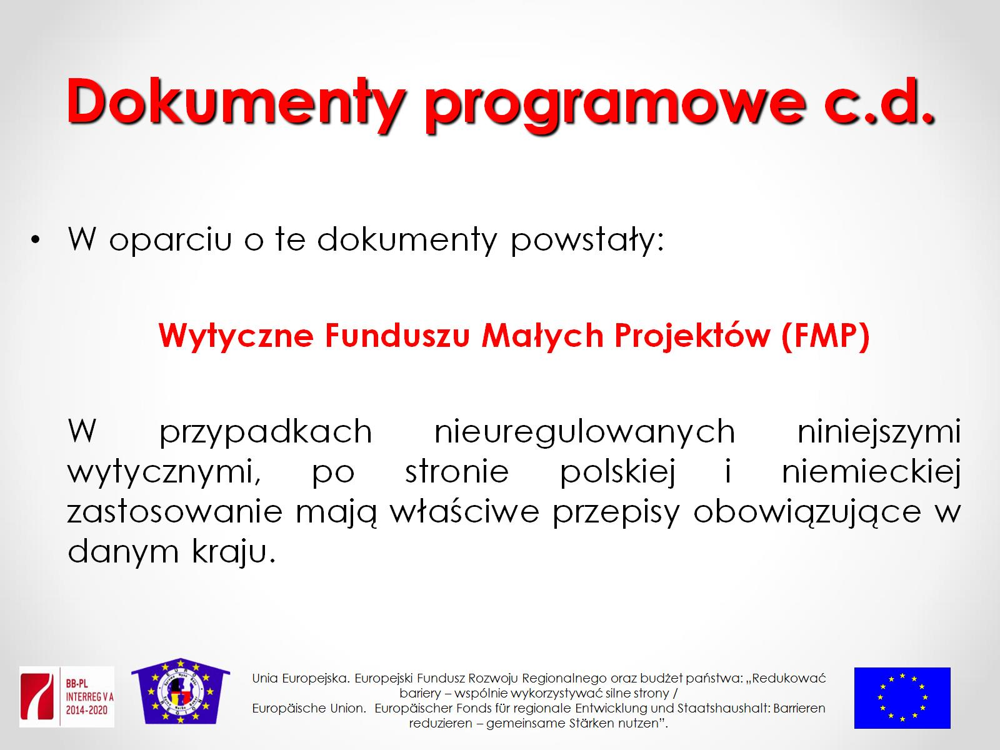 Dokumenty programowe c.d.
• W oparciu o te dokumenty powstały:
Wytyczne Funduszu Małych Projektów (FMP)
W przypadkach nieuregulowanych niniejszymi
wytycznymi, po stronie polskiej i niemieckiej
zastosowanie mają właściwe przepisy obowiązujące w
danym kraju.
BB-PL
INTERREG V A
2014-2020
EURO
REGION
Unia Europejska. Europejski Fundusz Rozwoju Regionalnego oraz budżet państwa: „Redukować
bariery – wspólnie wykorzystywać silne strony /
Europäische Union. Europäischer Fonds für regionale Entwicklung und Staatshaushalt: Barrieren
reduzieren – gemeinsame Stärken nutzen”.